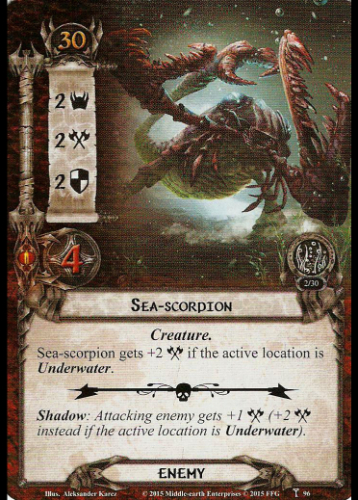 30
2
2
2
4
2/30
SEA-SCORPION
Creature.
Sea-scorpion gets +2 if the active location is
Underwater.
Shadow: Attacking enemy gets +1 (+2
instead if the active location is Underwater).
ENEMY
Illus. Aleksander Karcz © 2015 Middle-earth Enterprises © 2015 FFG 96